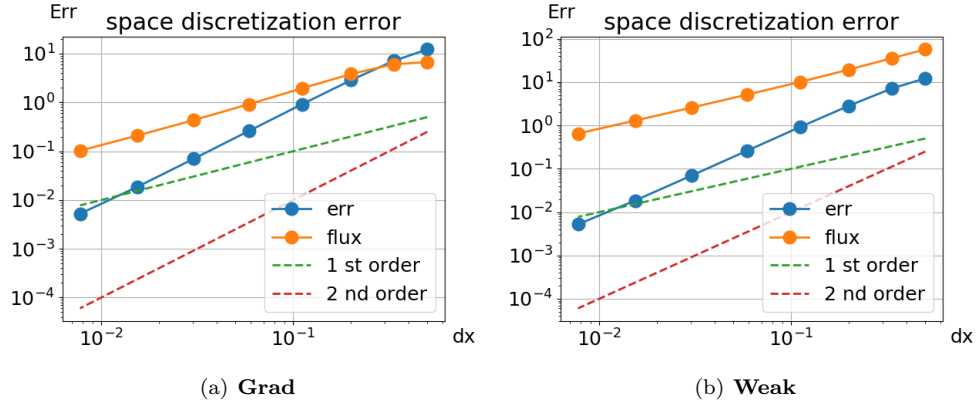 Err
space discretization error
10^1
10^0
10^-1
10^-2
10^-3
10^-4
err
flux
1 st order
2 nd order
10^-2
10^-1
dx
(a) Grad
Err
space discretization error
10^2
10^1
10^0
10^-1
10^-2
10^-3
10^-4
err
flux
1 st order
2 nd order
10^-2
10^-1
dx
(b) Weak